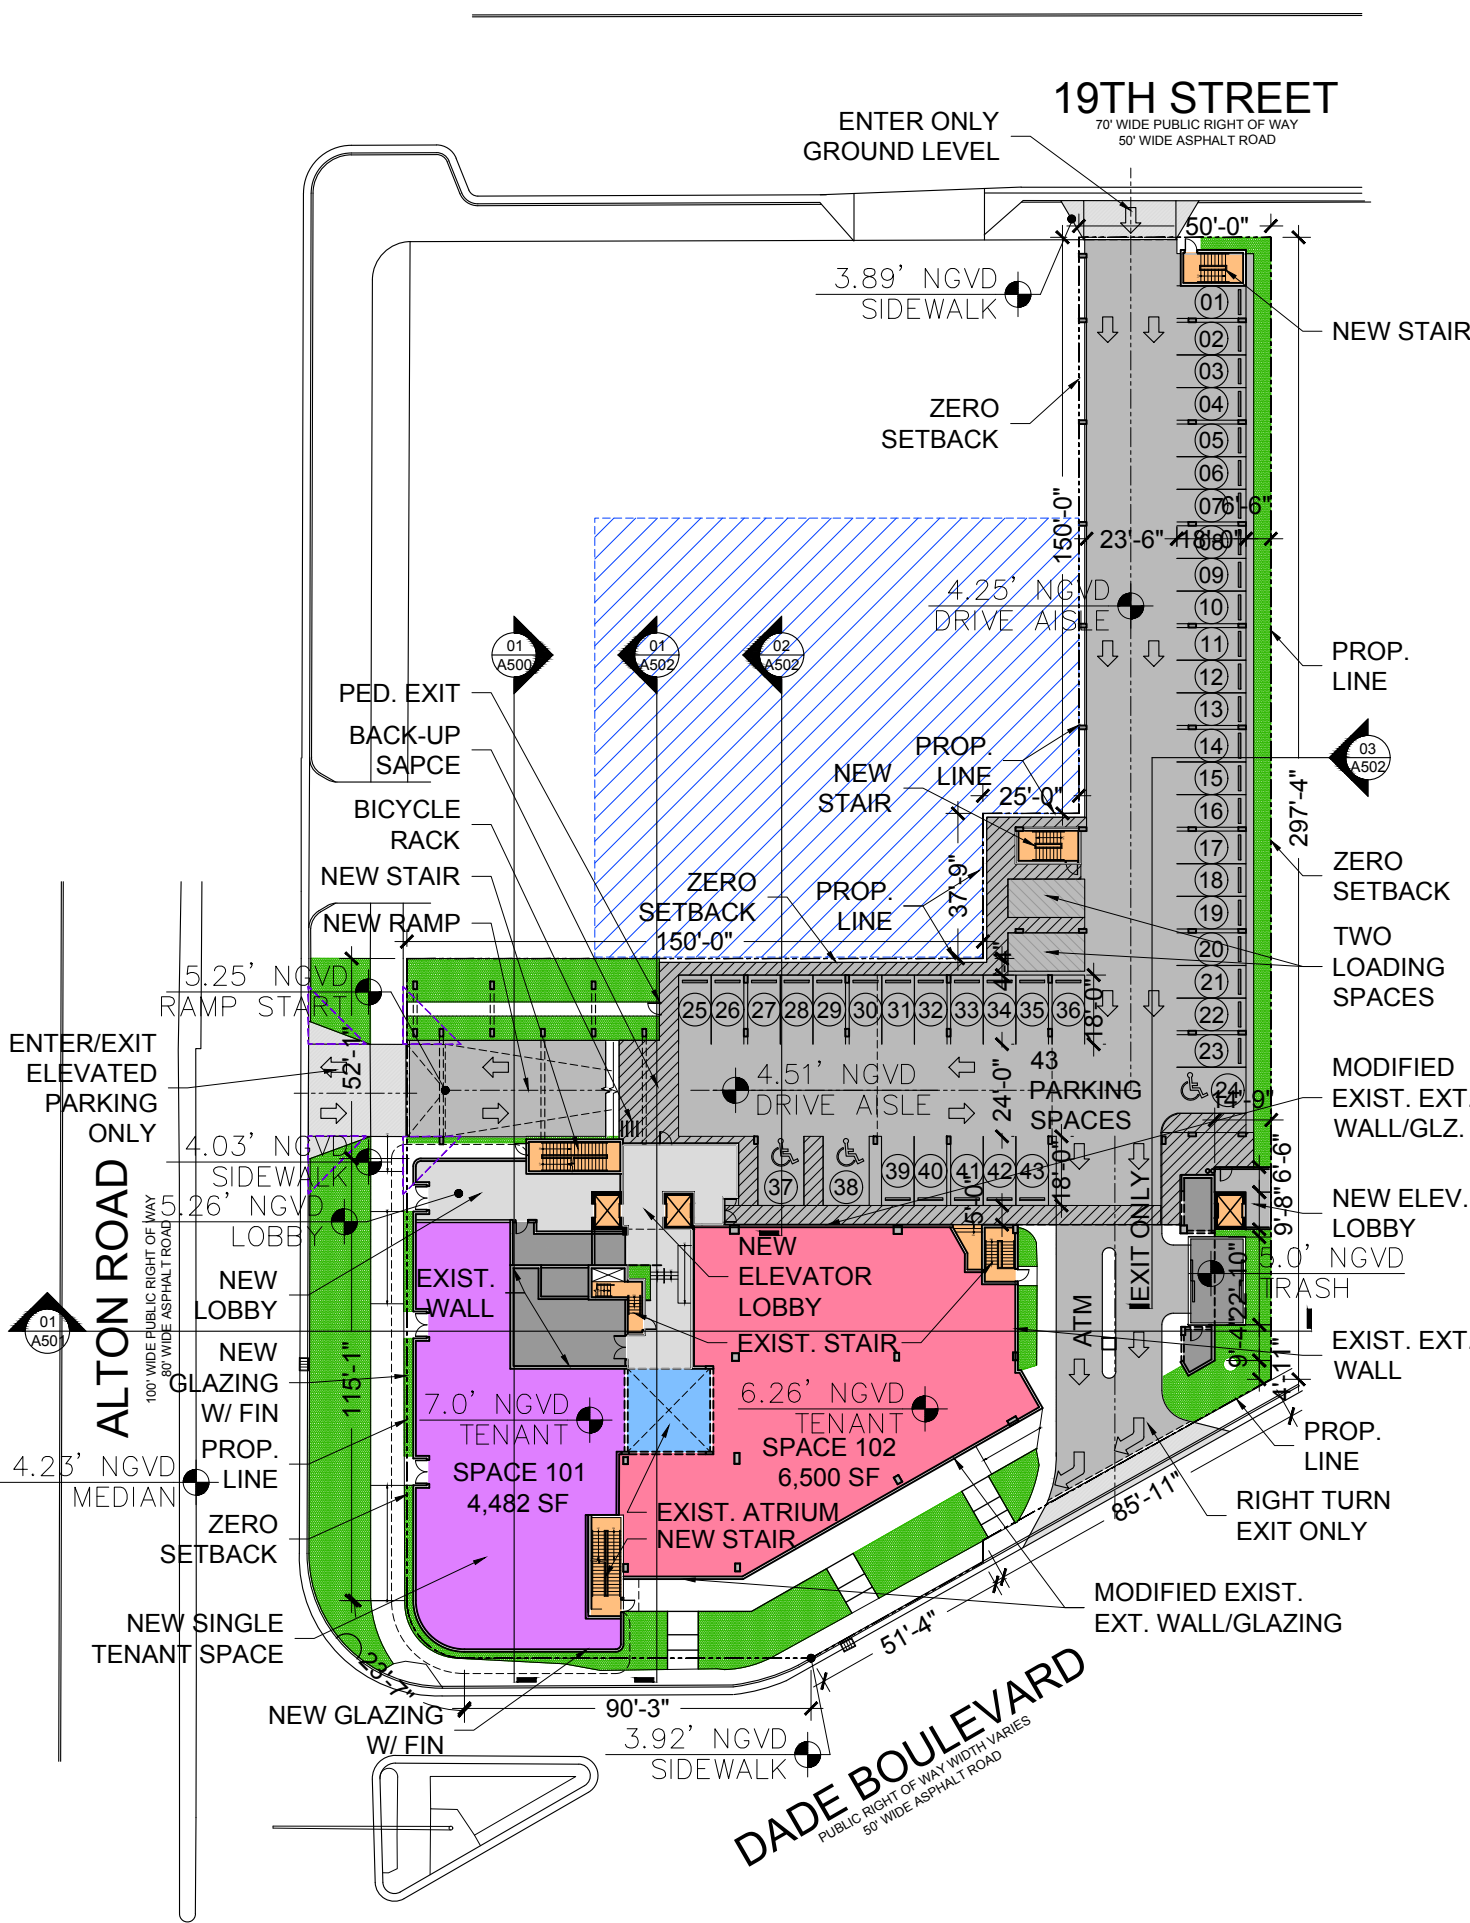 19TH STREET
70' WIDE PUBLIC RIGHT OF WAY
50' WIDE ASPHALT ROAD
ENTER ONLY
GROUND LEVEL
50'-0"
3.89' NGVD
SIDEWALK
NEW STAIR
ZERO
SETBACK
01
02
03
04
05
06
07
08
09
10
11
12
13
14
15
16
17
18
19
20
21
22
23
24
6'-6"
150'-0"
23'-6"
18'-0"
4.25' NGVD
DRIVE AISLE
01
A500
01
A502
02
A502
03
A502
PROP.
LINE
297'-4"
PED. EXIT
BACK-UP
SAPCE
BICYCLE
RACK
NEW STAIR
NEW RAMP
PROP.
LINE
NEW
STAIR
25'-0"
37'-9"
ZERO
SETBACK
PROP.
LINE
150'-0"
ZERO
SETBACK
TWO
LOADING
SPACES
4'-4"
5.25' NGVD
RAMP START
25
26
27
28
29
30
31
32
33
34
35
36
18'-0"
ENTER/EXIT
ELEVATED
PARKING
ONLY
52'-1"
4.51' NGVD
DRIVE AISLE
24'-0"
43
PARKING
SPACES
14'-9"
MODIFIED
EXIST. EXT.
WALL/GLZ.
4.03' NGVD
SIDEWALK
37
38
39
40
41
42
43
5'-0"
18'-0"
6'-6"
9'-8"
5.26' NGVD
LOBBY
NEW ELEV.
LOBBY
EXIT ONLY
5.0' NGVD
TRASH
22'-10"
9'-4"
4'-11"
ALTON ROAD
100' WIDE PUBLIC RIGHT OF WAY
80' WIDE ASPHALT ROAD
NEW
LOBBY
EXIST.
WALL
NEW
ELEVATOR
LOBBY
EXIST. STAIR
ATM
01
A501
EXIST. EXT.
WALL
NEW
GLAZING
W/ FIN
115'-1"
7.0' NGVD
TENANT
6.26' NGVD
TENANT
SPACE 101
4,482 SF
SPACE 102
6,500 SF
PROP.
LINE
4.23' NGVD
MEDIAN
ZERO
SETBACK
EXIST. ATRIUM
NEW STAIR
PROP.
LINE
85'-11"
RIGHT TURN
EXIT ONLY
NEW SINGLE
TENANT SPACE
MODIFIED EXIST.
EXT. WALL/GLAZING
23'-7"
51'-4"
90'-3"
NEW GLAZING
W/ FIN
3.92' NGVD
SIDEWALK
DADE BOULEVARD
PUBLIC RIGHT OF WAY WIDTH VARIES
50' WIDE ASPHALT ROAD